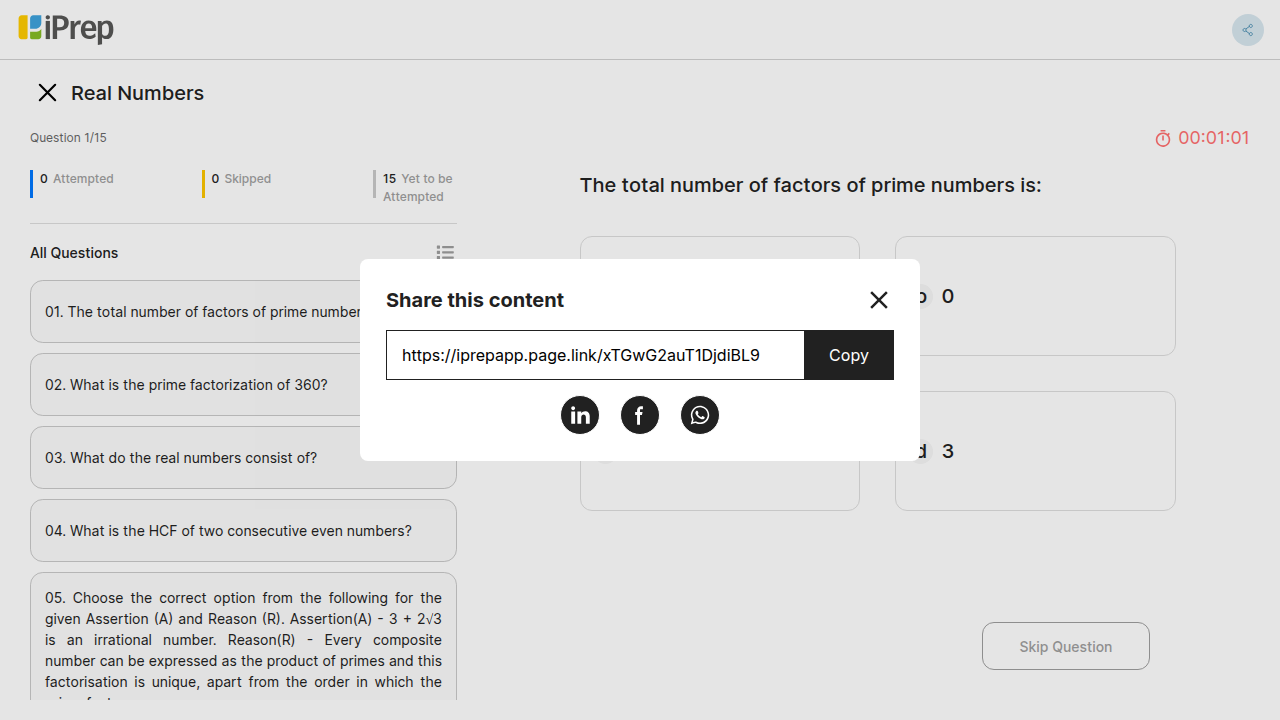 iPrep
Real Numbers
Question 1/15
00:01:01
0 Attempted
0 Skipped
15 Yet to be
Attempted
The total number of factors of prime numbers is:
All Questions
01. The total number of factors of prime
02. What is the prime factorization of 360?
03. What do the real numbers consist of?
04. What is the HCF of two consecutive even numbers?
05. Choose the correct option from the following for the
given Assertion (A) and Reason (R). Assertion(A) - 3 + 2√3
is an irrational number. Reason(R) - Every composite
number can be expressed as the product of primes and this
factorisation is unique, apart from the order in which the
Share this content
https://iprepapp.page.link/xTGwG2auT1DjdiBL9
Copy
in
f
0
d 3
Skip Question